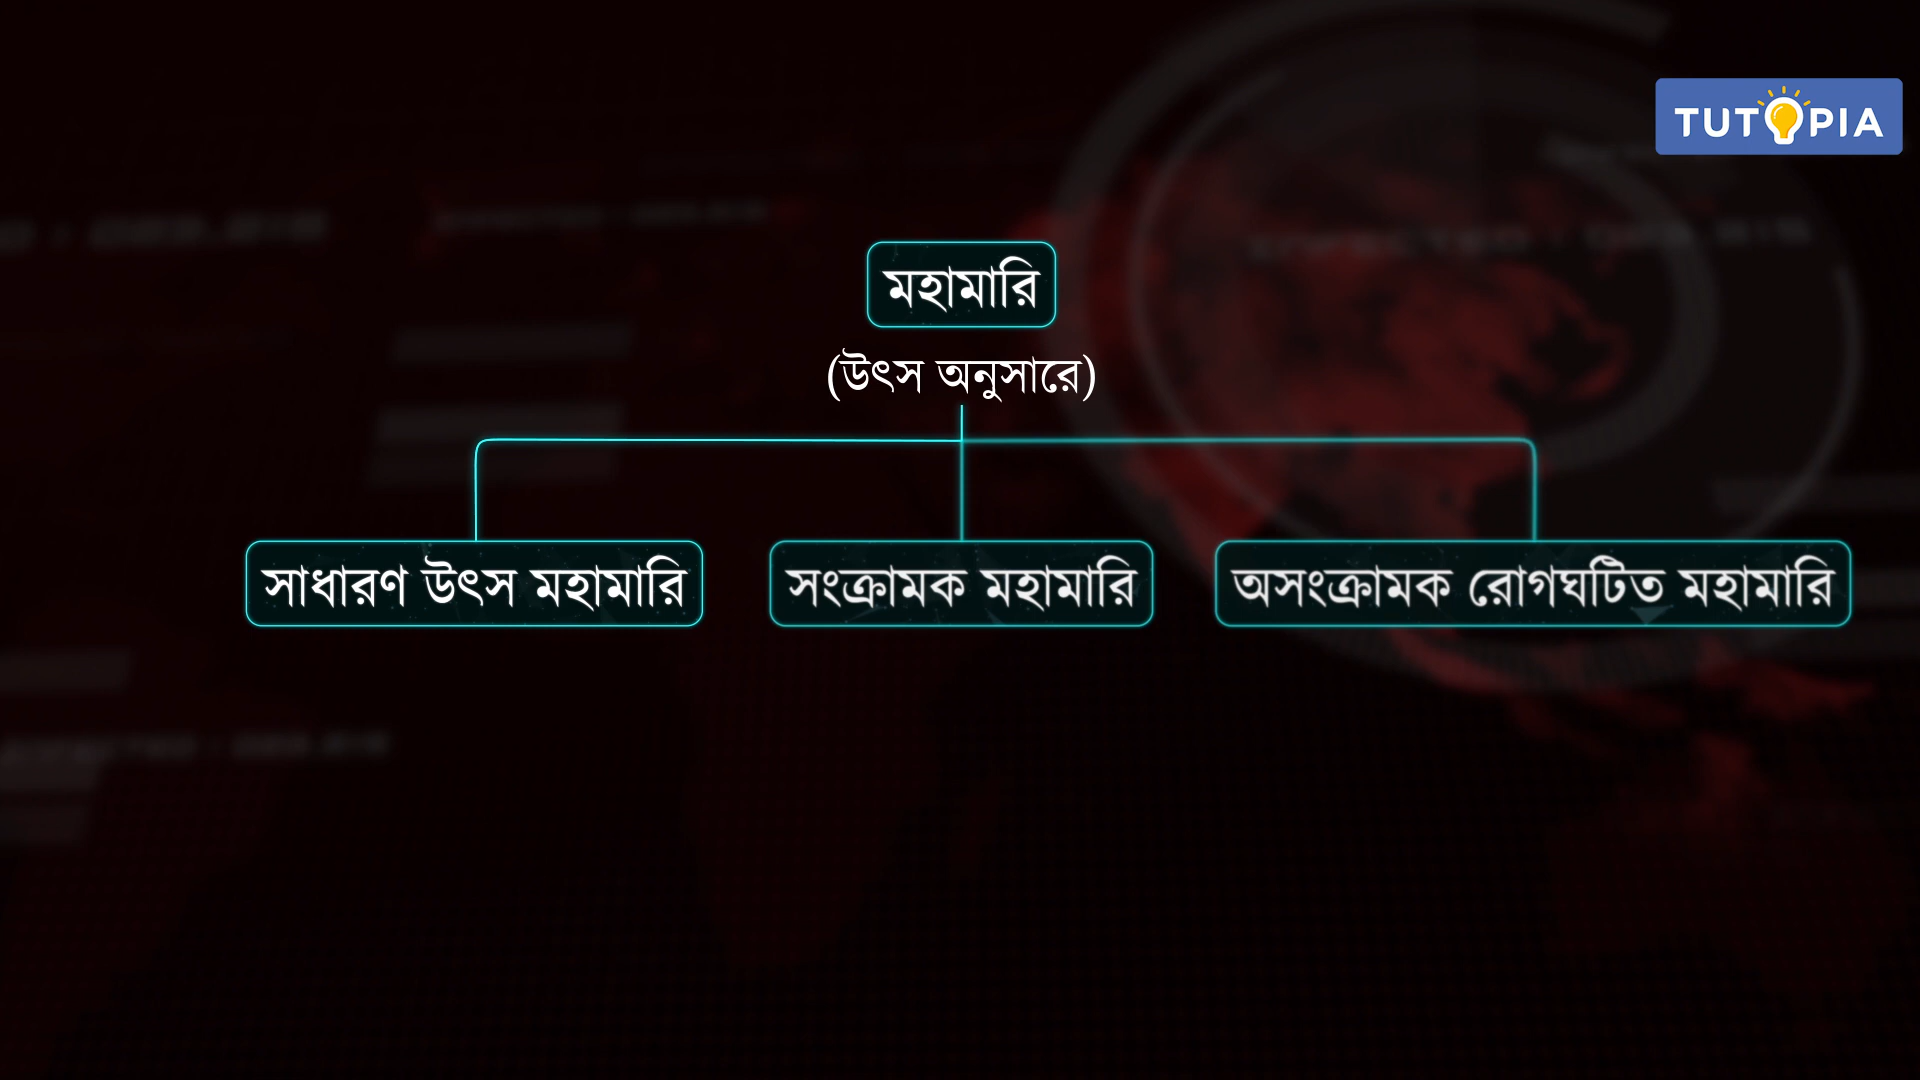 TUTOPIA
মহামারি
(উৎস অনুসারে)
সাধারণ উৎস মহামারি
সংক্রামক মহামারি
অসংক্রামক রোগঘটিত মহামারি